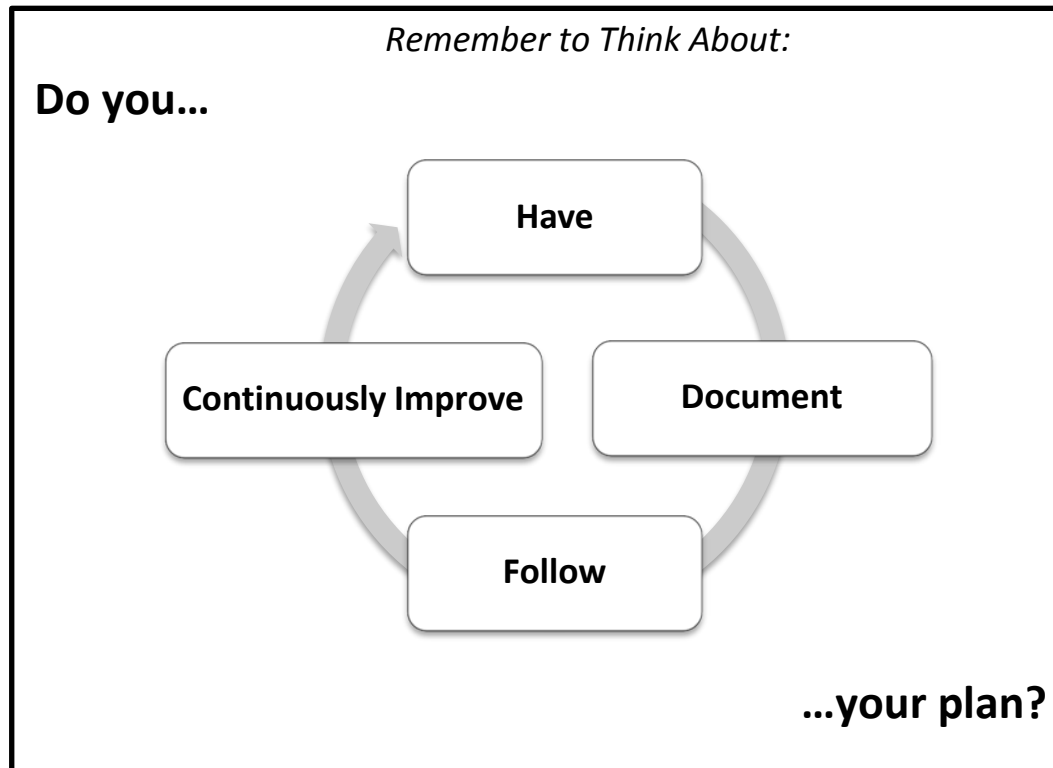 Remember to Think About:
Do you…
Have
Document
Follow
Continuously Improve
…your plan?